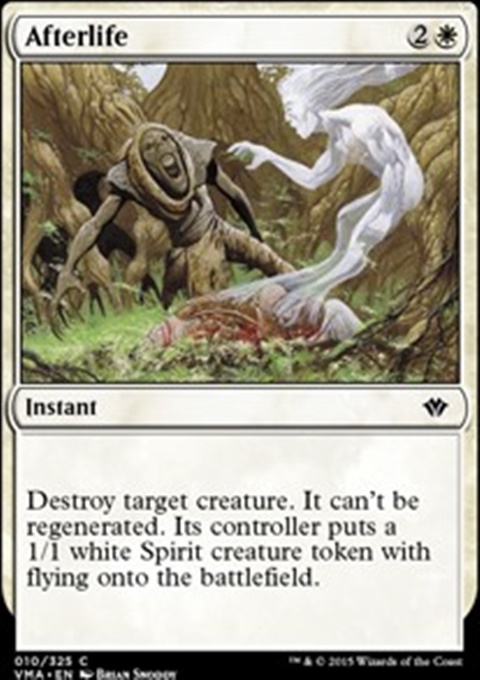 Afterlife 2
Instant
Destroy target creature. It can't be
regenerated. Its controller puts a
1/1 white Spirit creature token with
flying onto the battlefield.
010/325 C
VMA • EN Brian Snoddy
™ & © 2015 Wizards of the Coast